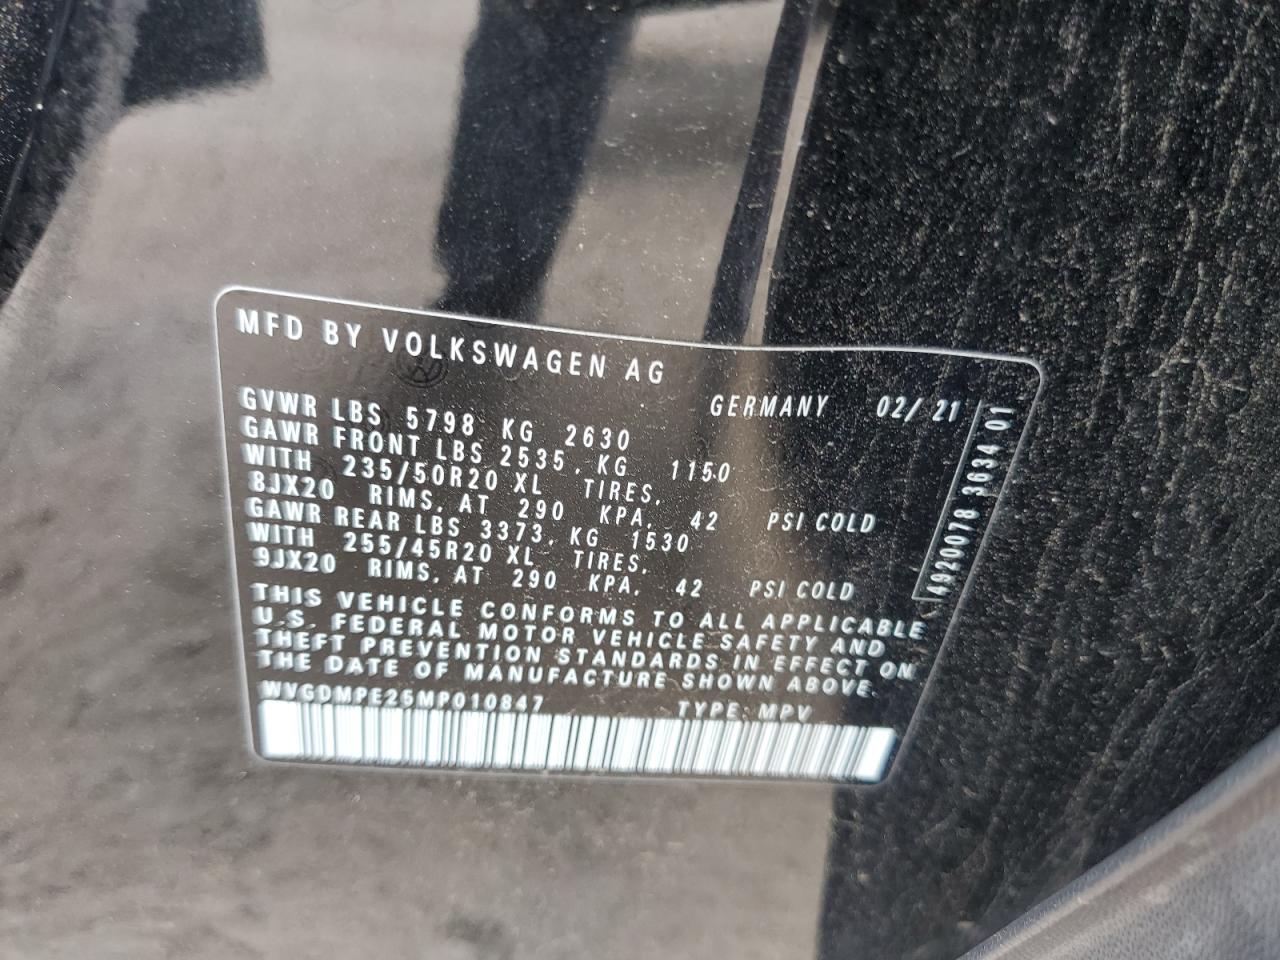 MFD BY VOLKSWAGEN AG
GERMANY 02/21
GVWR LBS 5798 KG 2630
GAWR FRONT LBS 2535, KG 1150
WITH 235/50R20 XL TIRES,
8JX20 RIMS, AT 290 KPA, 42 PSI COLD
GAWR REAR LBS 3373, KG 1530
WITH 255/45R20 XL TIRES,
9JX20 RIMS, AT 290 KPA, 42 PSI COLD
THIS VEHICLE CONFORMS TO ALL APPLICABLE
U.S. FEDERAL MOTOR VEHICLE SAFETY AND
THEFT PREVENTION STANDARDS IN EFFECT ON
THE DATE OF MANUFACTURE SHOWN ABOVE.
WVGDMPE25MP010847 TYPE: MPV
4920078 3634 01